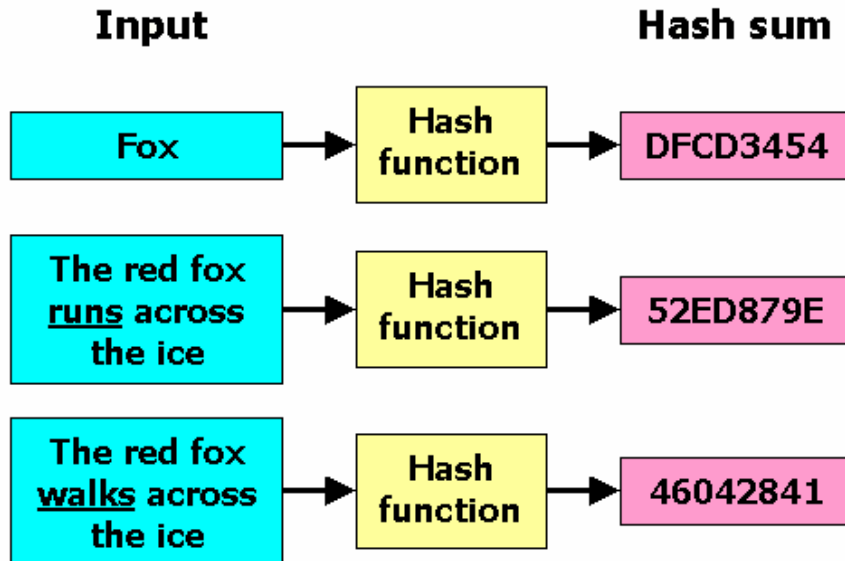 Input
Hash sum
Fox
Hash
function
DFCD3454
The red fox
runs across
the ice
Hash
function
52ED879E
The red fox
walks across
the ice
Hash
function
46042841